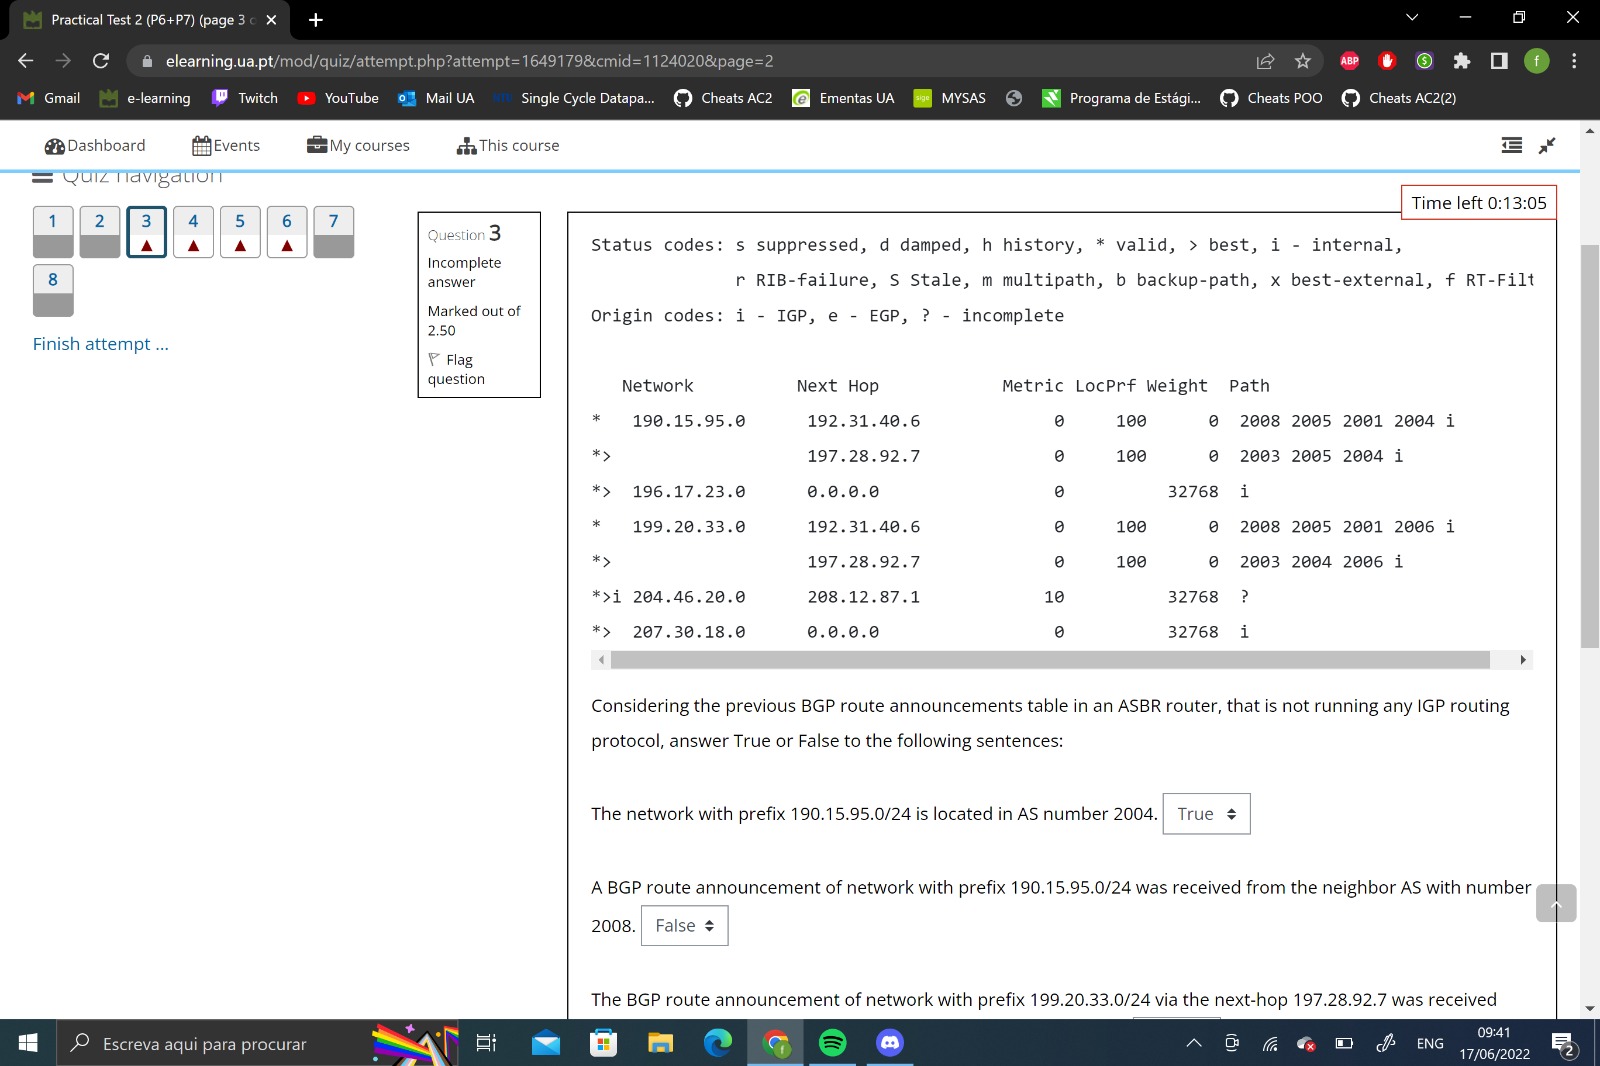 Practical Test 2 (P6+P7) (page 3
elearning.ua.pt/mod/quiz/attempt.php?attempt=1649179&cmid=1124020&page=2
ABP
f
Gmail e-learning Twitch YouTube Mail UA Single Cycle Datapa... Cheats AC2 Ementas UA MYSAS Programa de Estági... Cheats POO Cheats AC2(2)
Dashboard Events My courses This course
Quiz navigation
Time left 0:13:05
1 2 3 4 5 6 7
8
Finish attempt ...
Question 3
Incomplete
answer
Marked out of
2.50
Flag
question
Status codes: s suppressed, d damped, h history, * valid, > best, i - internal,
r RIB-failure, S Stale, m multipath, b backup-path, x best-external, f RT-Filt
Origin codes: i - IGP, e - EGP, ? - incomplete
Network Next Hop Metric LocPrf Weight Path
* 190.15.95.0 192.31.40.6 0 100 0 2008 2005 2001 2004 i
*> 197.28.92.7 0 100 0 2003 2005 2004 i
*> 196.17.23.0 0.0.0.0 0 32768 i
* 199.20.33.0 192.31.40.6 0 100 0 2008 2005 2001 2006 i
*> 197.28.92.7 0 100 0 2003 2004 2006 i
*>i 204.46.20.0 208.12.87.1 10 32768 ?
*> 207.30.18.0 0.0.0.0 0 32768 i
Considering the previous BGP route announcements table in an ASBR router, that is not running any IGP routing
protocol, answer True or False to the following sentences:
The network with prefix 190.15.95.0/24 is located in AS number 2004. True
A BGP route announcement of network with prefix 190.15.95.0/24 was received from the neighbor AS with number
2008. False
The BGP route announcement of network with prefix 199.20.33.0/24 via the next-hop 197.28.92.7 was received
Escreva aqui para procurar
ENG
09:41
17/06/2022
2